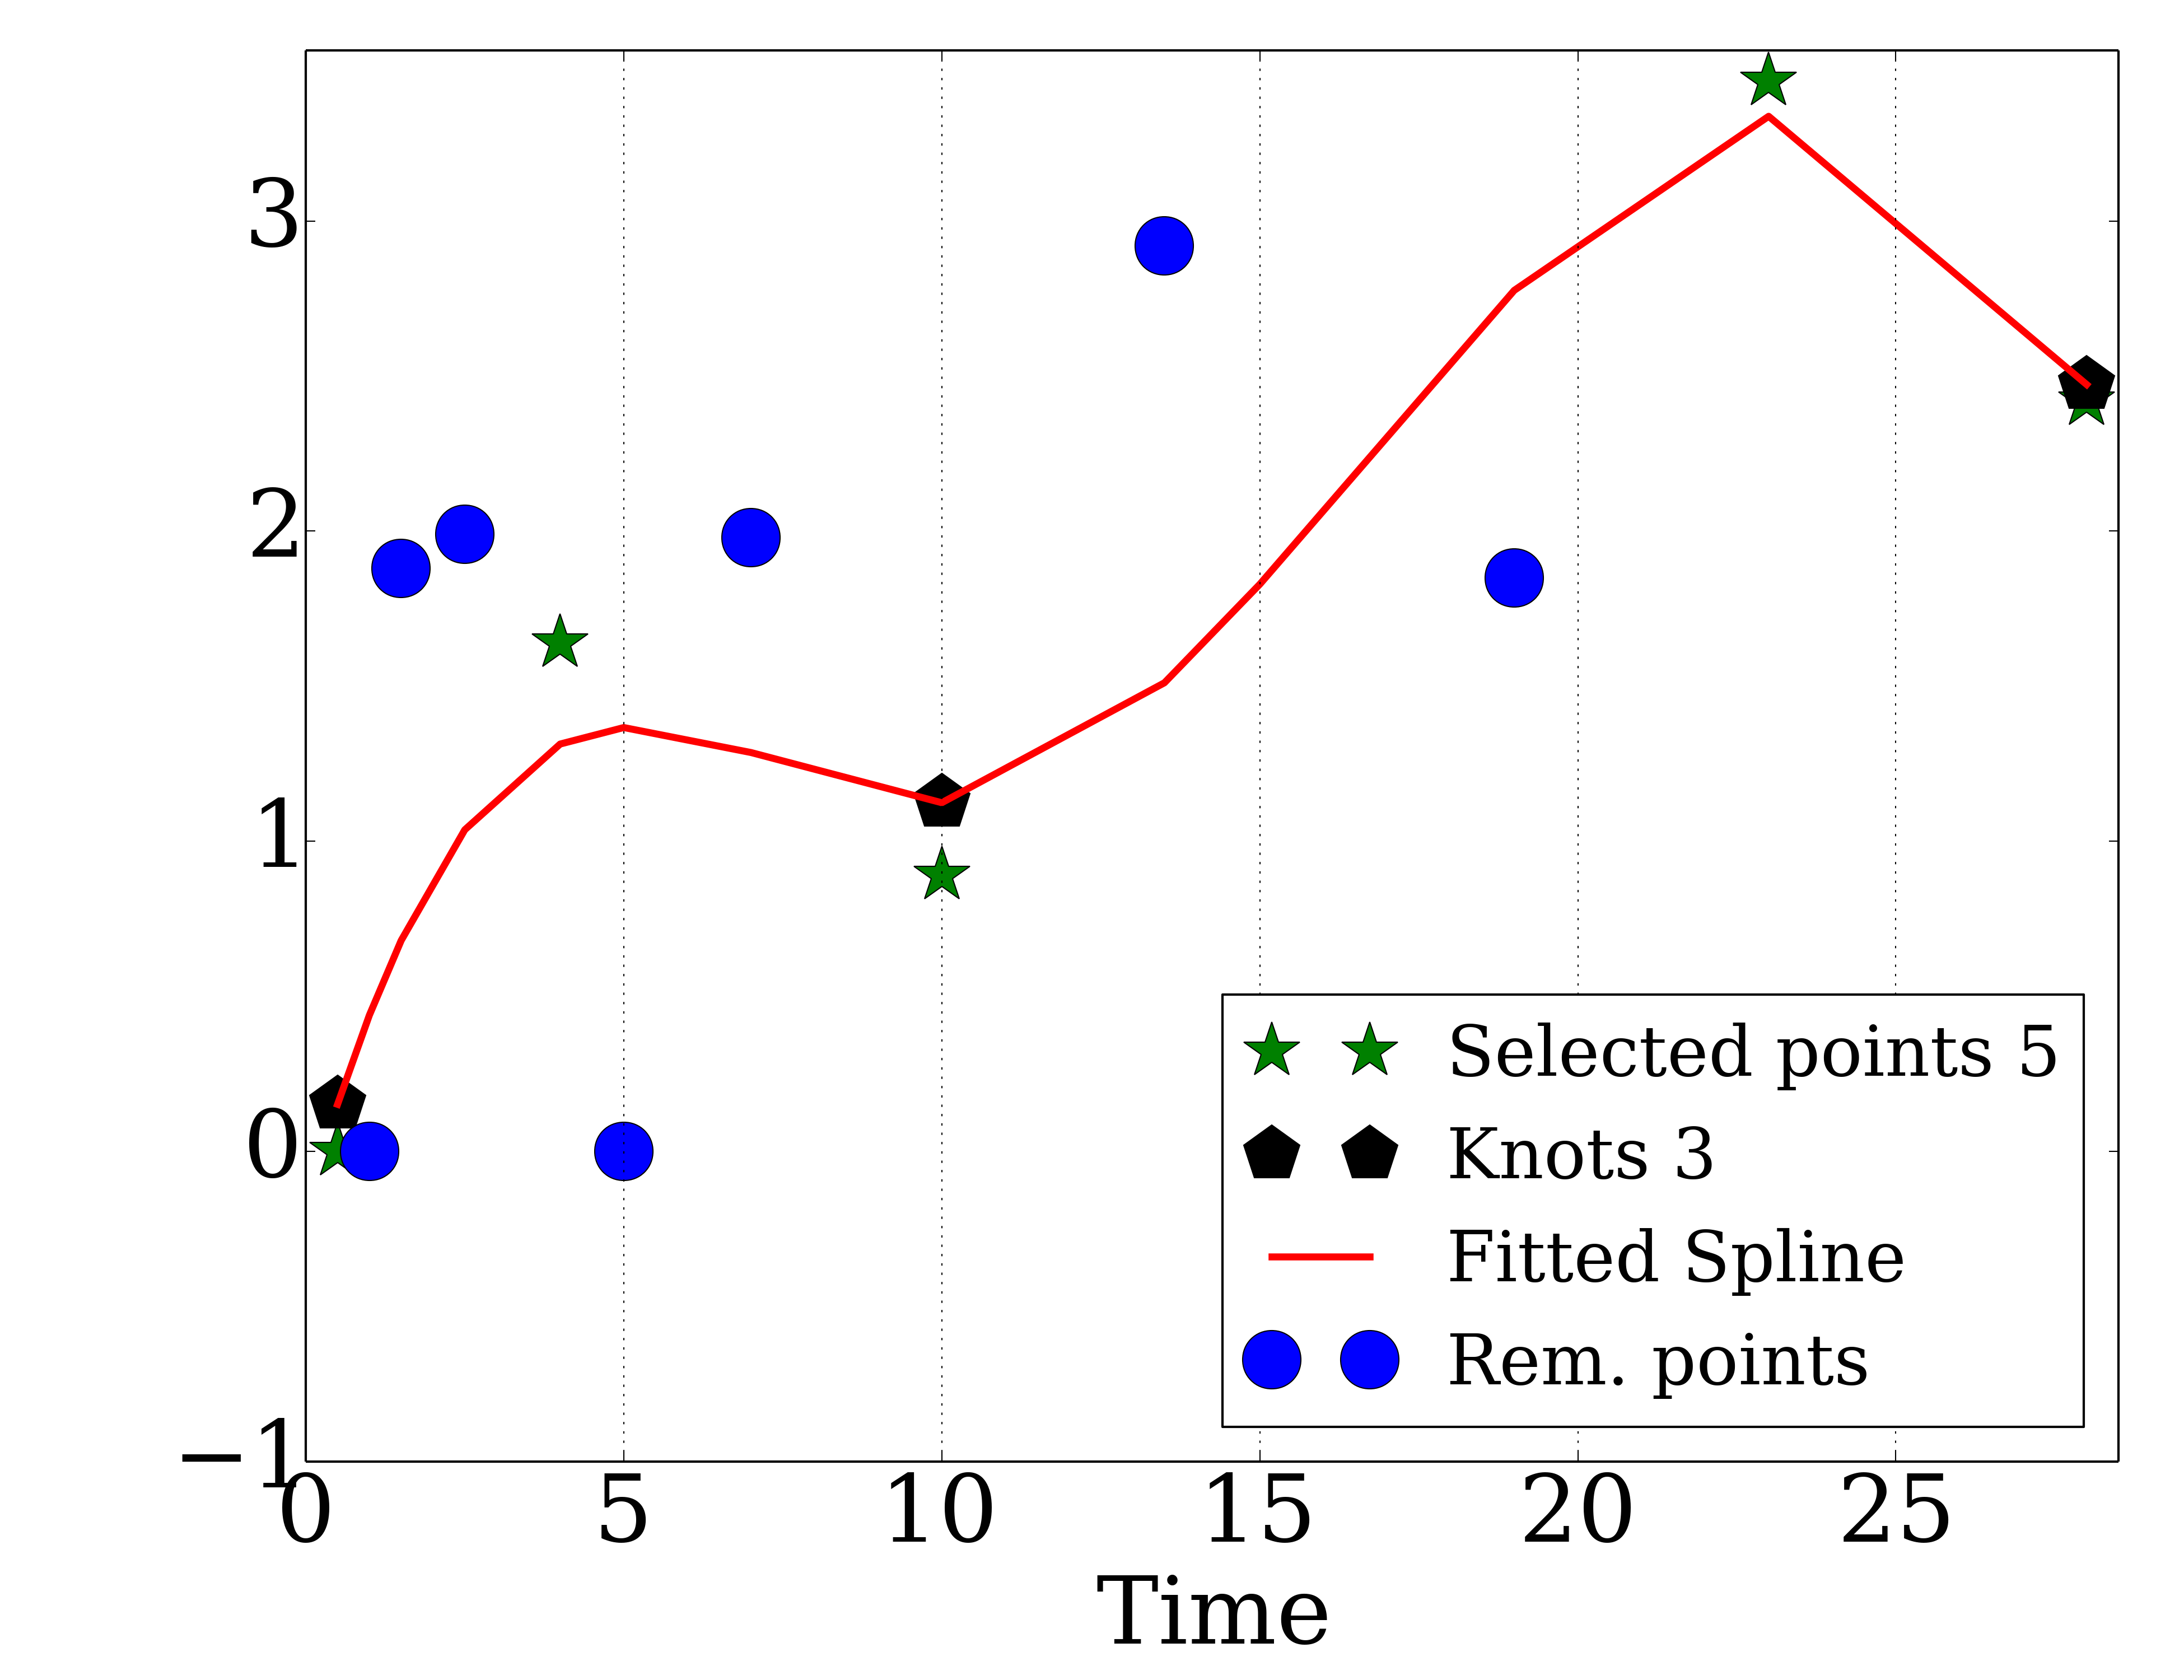 3
2
1
0
−1
0 5 10 15 20 25
Time
Selected points 5
Knots 3
Fitted Spline
Rem. points